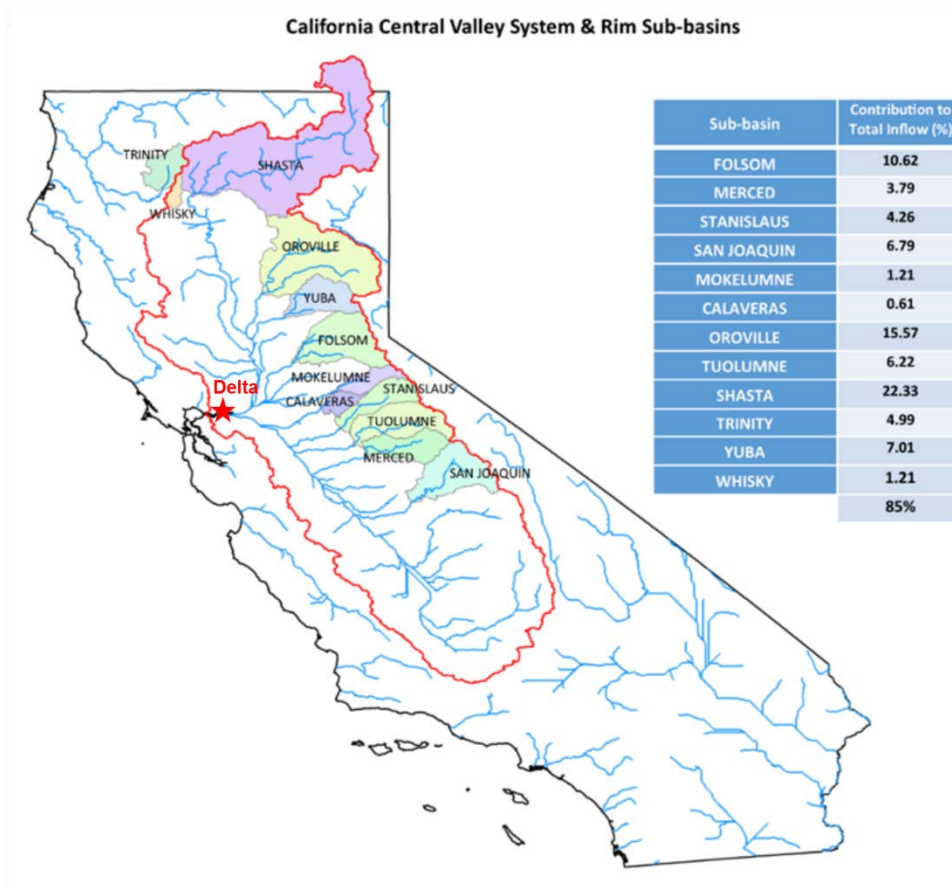 California Central Valley System & Rim Sub-basins
TRINITY
SHASTA
WHISKY
OROVILLE
YUBA
FOLSOM
MOKELUMNE
STANISLAUS
CALAVERAS
TUOLUMNE
MERCED
SAN JOAQUIN
Delta
Sub-basin Contribution to
Total Inflow (%)
FOLSOM 10.62
MERCED 3.79
STANISLAUS 4.26
SAN JOAQUIN 6.79
MOKELUMNE 1.21
CALAVERAS 0.61
OROVILLE 15.57
TUOLUMNE 6.22
SHASTA 22.33
TRINITY 4.99
YUBA 7.01
WHISKY 1.21
85%